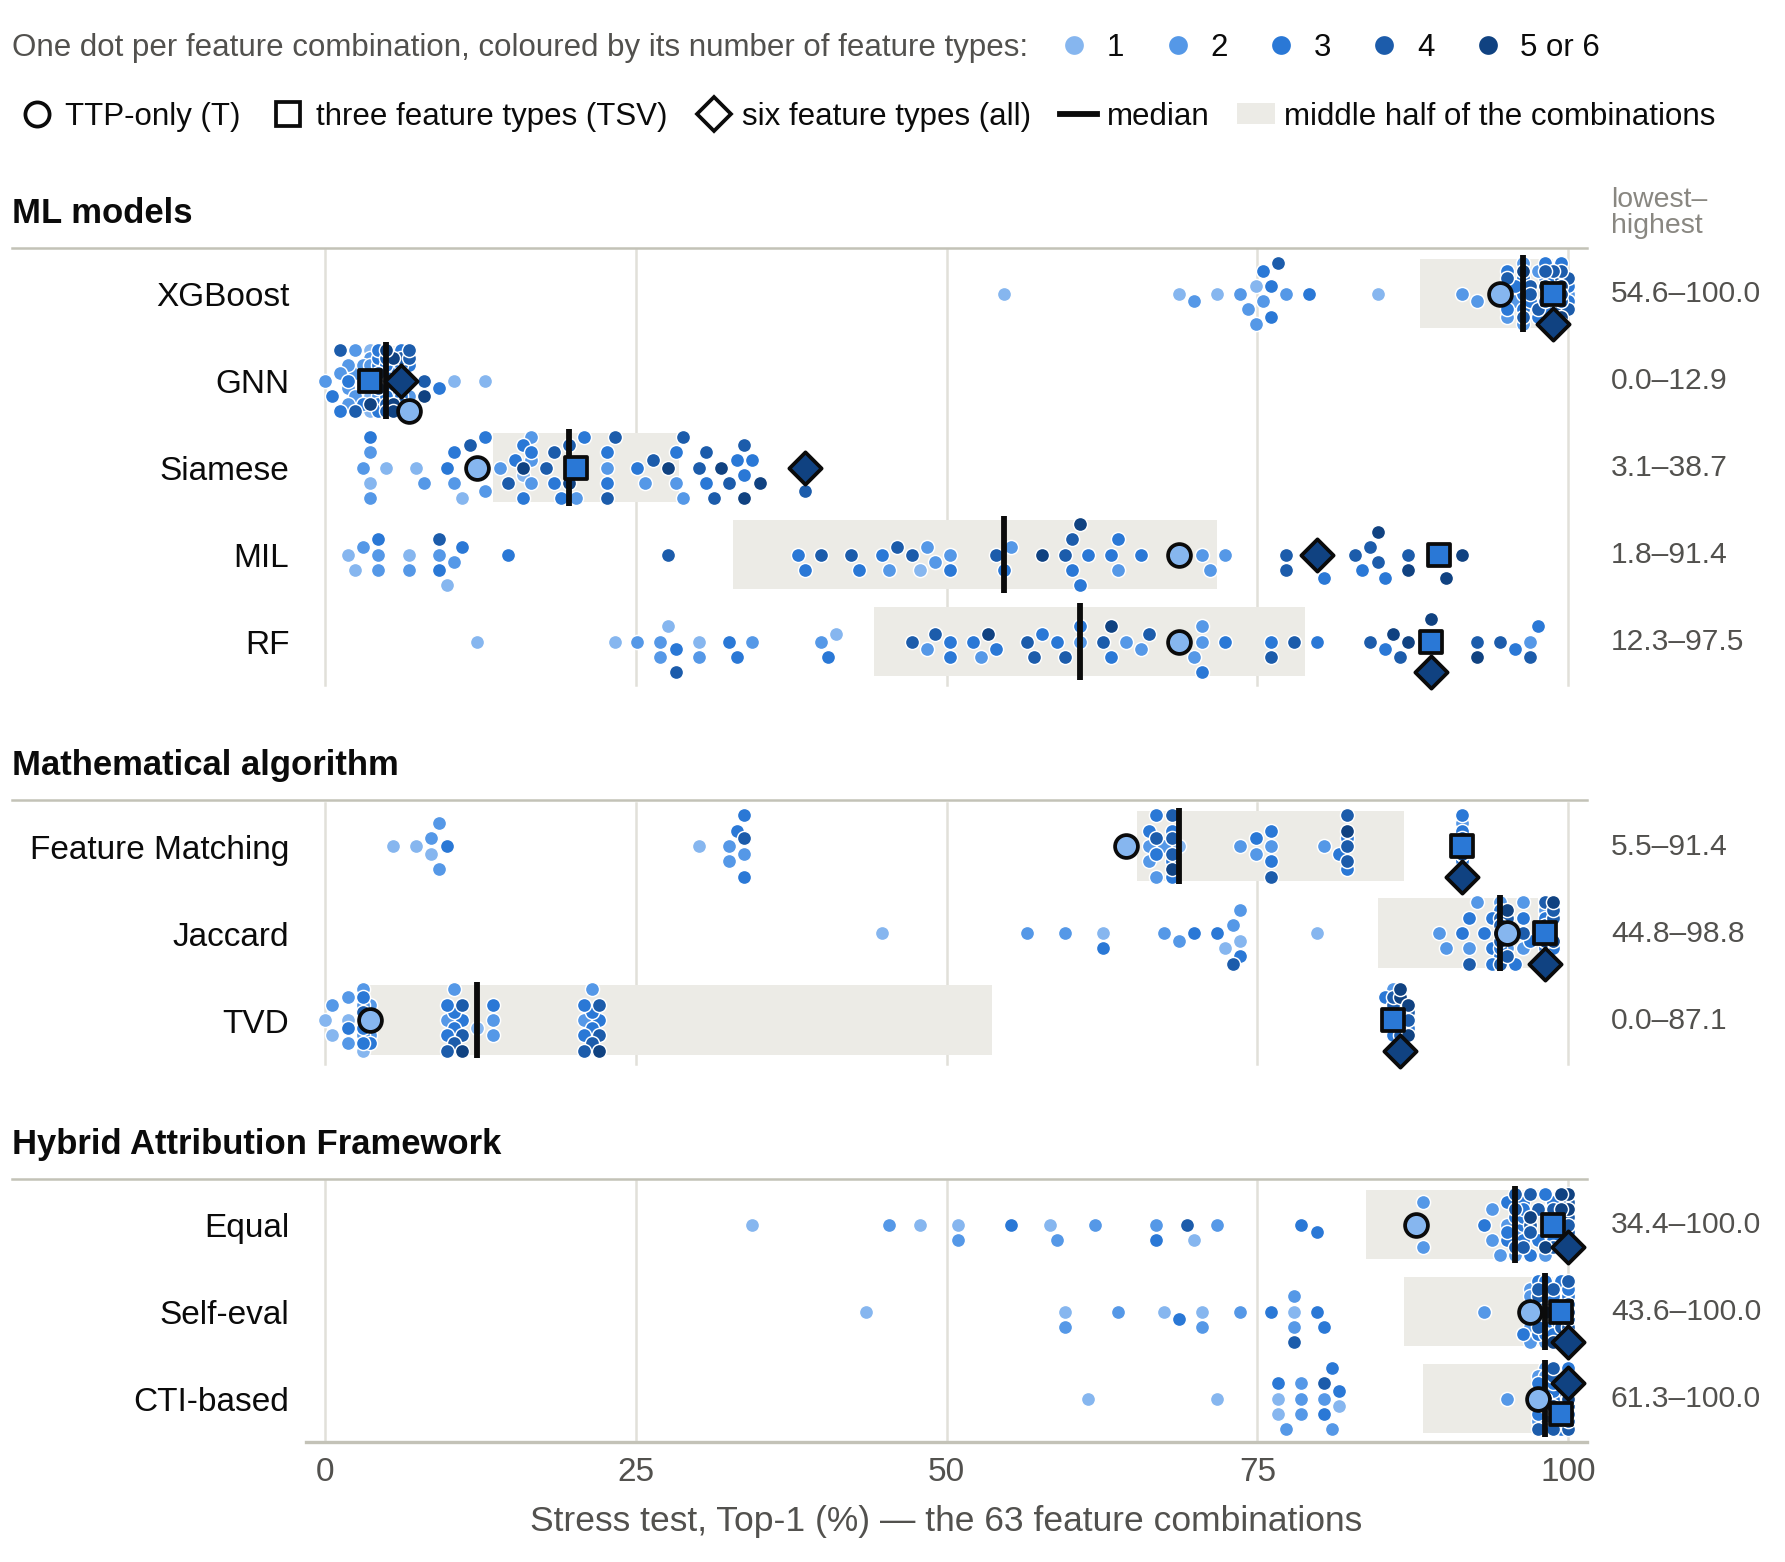 One dot per feature combination, coloured by its number of feature types: 1 2 3 4 5 or 6
TTP-only (T) three feature types (TSV) six feature types (all) median middle half of the combinations
ML models
lowest–
highest
XGBoost 54.6–100.0
GNN 0.0–12.9
Siamese 3.1–38.7
MIL 1.8–91.4
RF 12.3–97.5
Mathematical algorithm
Feature Matching 5.5–91.4
Jaccard 44.8–98.8
TVD 0.0–87.1
Hybrid Attribution Framework
Equal 34.4–100.0
Self-eval 43.6–100.0
CTI-based 61.3–100.0
0 25 50 75 100
Stress test, Top-1 (%) — the 63 feature combinations